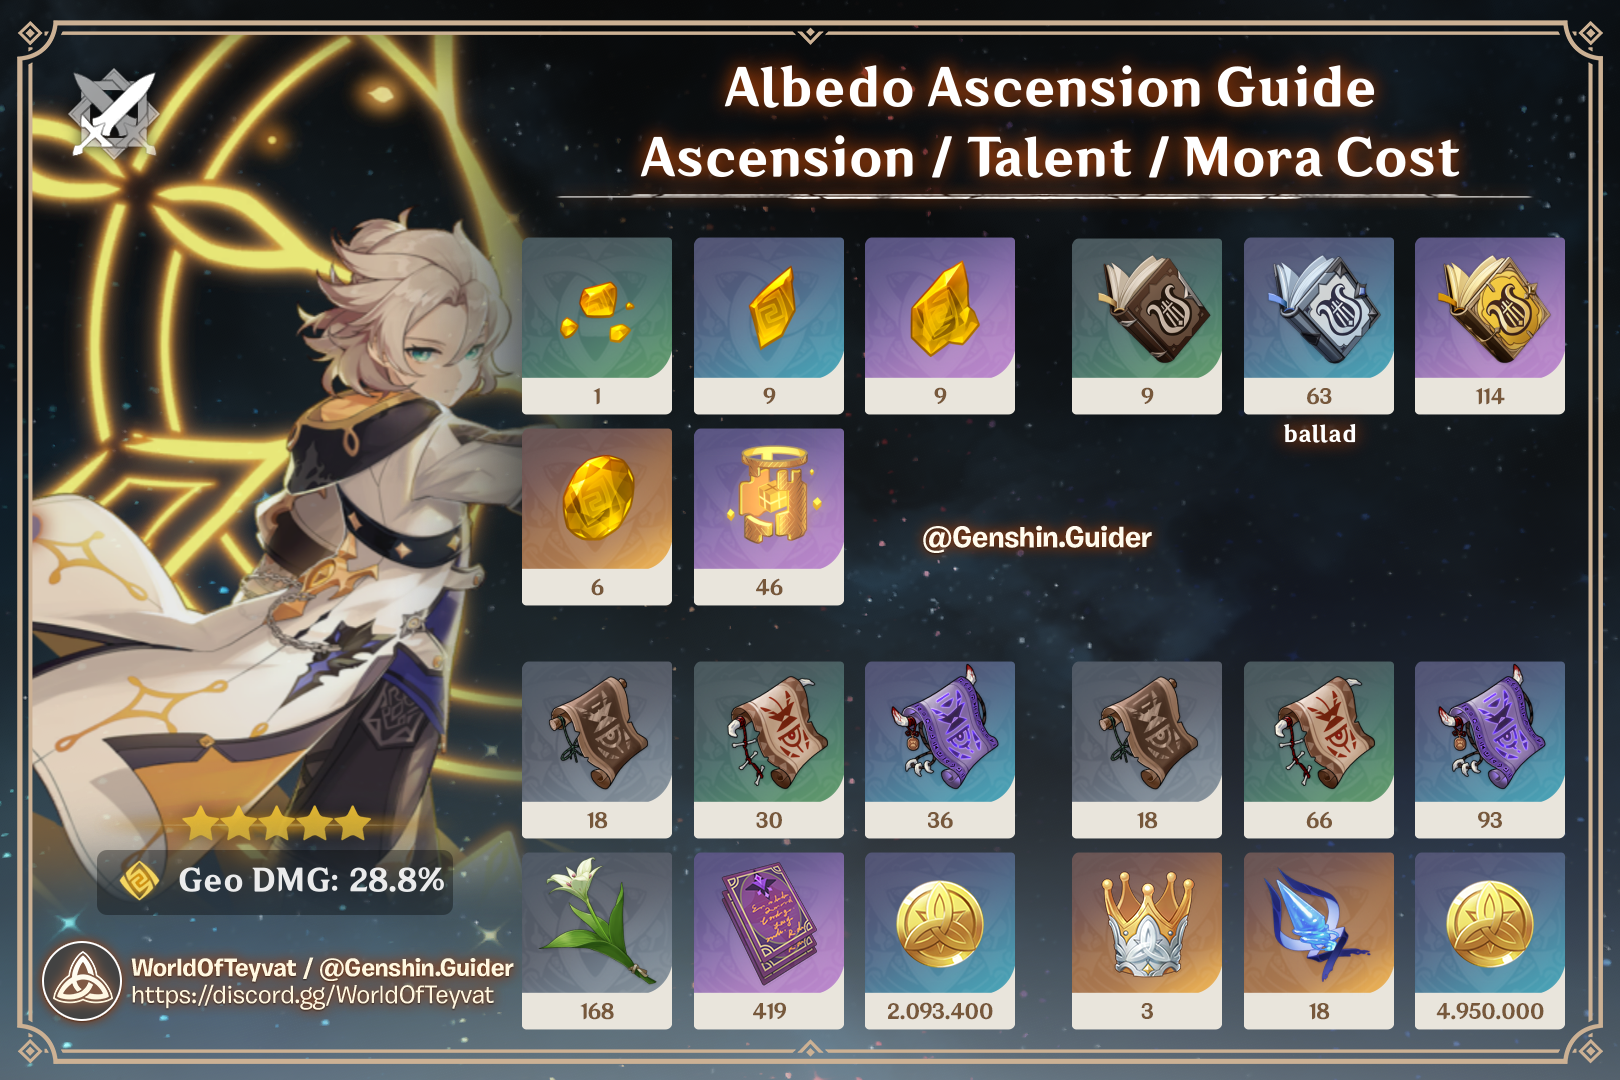 Albedo Ascension Guide
Ascension / Talent / Mora Cost
1
9
9
9
63
114
ballad
6
46
@Genshin.Guider
18
30
36
18
66
93
Geo DMG: 28.8%
168
419
2.093.400
3
18
4.950.000
WorldOfTeyvat / @Genshin.Guider
https://discord.gg/WorldOfTeyvat